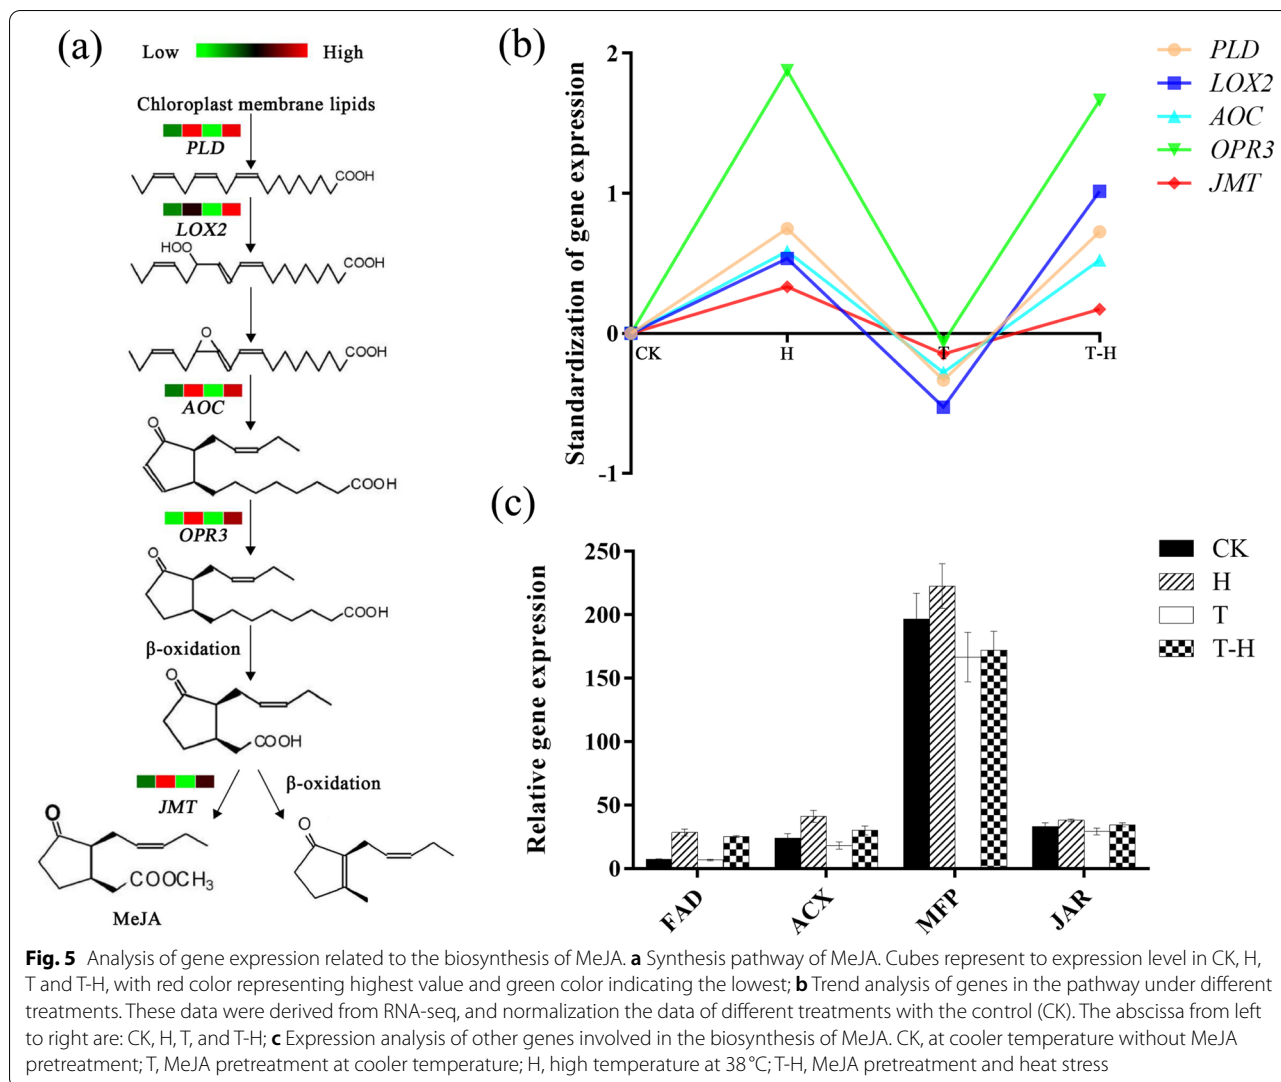 (a)
Low High
Chloroplast membrane lipids
PLD
COOH
LOX2
HOO
COOH
O
COOH
AOC
O
COOH
OPR3
O
COOH
β-oxidation
O
COOH
JMT
β-oxidation
O
COOCH3
MeJA
O
(b)
Standardization of gene expression
2
1
0
-1
CK H T T-H
PLD
LOX2
AOC
OPR3
JMT
(c)
Relative gene expression
250
200
150
100
50
0
FAD ACX MFP JAR
CK
H
T
T-H
Fig. 5 Analysis of gene expression related to the biosynthesis of MeJA. a Synthesis pathway of MeJA. Cubes represent to expression level in CK, H,
T and T-H, with red color representing highest value and green color indicating the lowest; b Trend analysis of genes in the pathway under different
treatments. These data were derived from RNA-seq, and normalization the data of different treatments with the control (CK). The abscissa from left
to right are: CK, H, T, and T-H; c Expression analysis of other genes involved in the biosynthesis of MeJA. CK, at cooler temperature without MeJA
pretreatment; T, MeJA pretreatment at cooler temperature; H, high temperature at 38 °C; T-H, MeJA pretreatment and heat stress